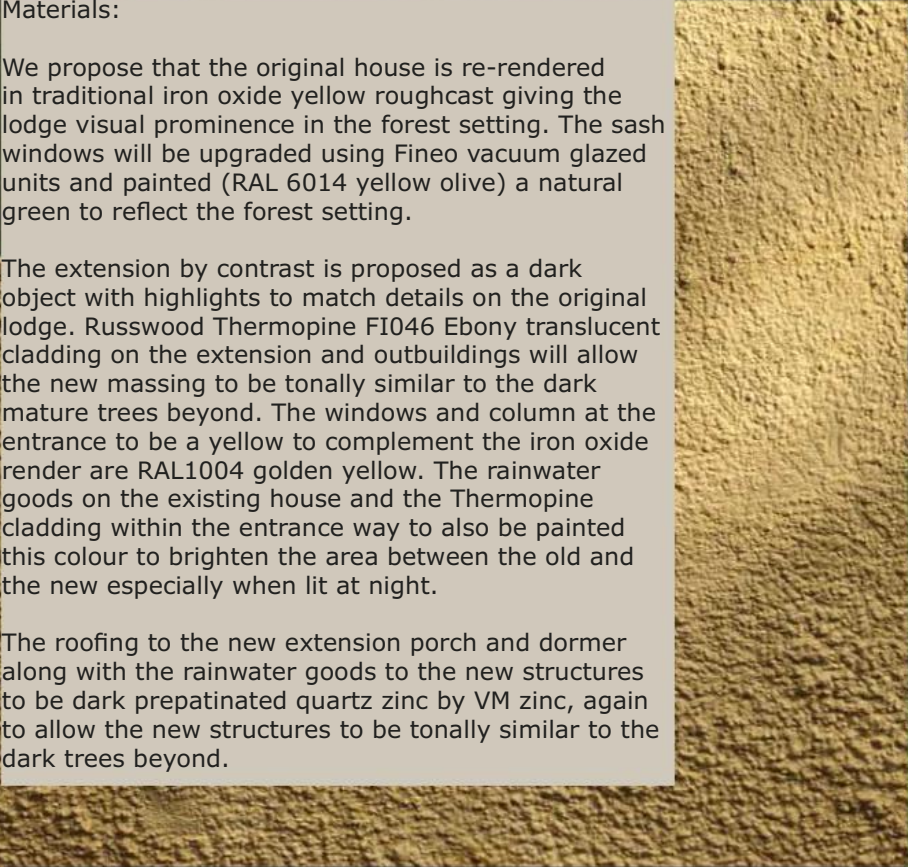 Materials:
We propose that the original house is re-rendered
in traditional iron oxide yellow roughcast giving the
lodge visual prominence in the forest setting. The sash
windows will be upgraded using Fineo vacuum glazed
units and painted (RAL 6014 yellow olive) a natural
green to reflect the forest setting.
The extension by contrast is proposed as a dark
object with highlights to match details on the original
lodge. Russwood Thermopine FI046 Ebony translucent
cladding on the extension and outbuildings will allow
the new massing to be tonally similar to the dark
mature trees beyond. The windows and column at the
entrance to be a yellow to complement the iron oxide
render are RAL1004 golden yellow. The rainwater
goods on the existing house and the Thermopine
cladding within the entrance way to also be painted
this colour to brighten the area between the old and
the new especially when lit at night.
The roofing to the new extension porch and dormer
along with the rainwater goods to the new structures
to be dark prepatinated quartz zinc by VM zinc, again
to allow the new structures to be tonally similar to the
dark trees beyond.